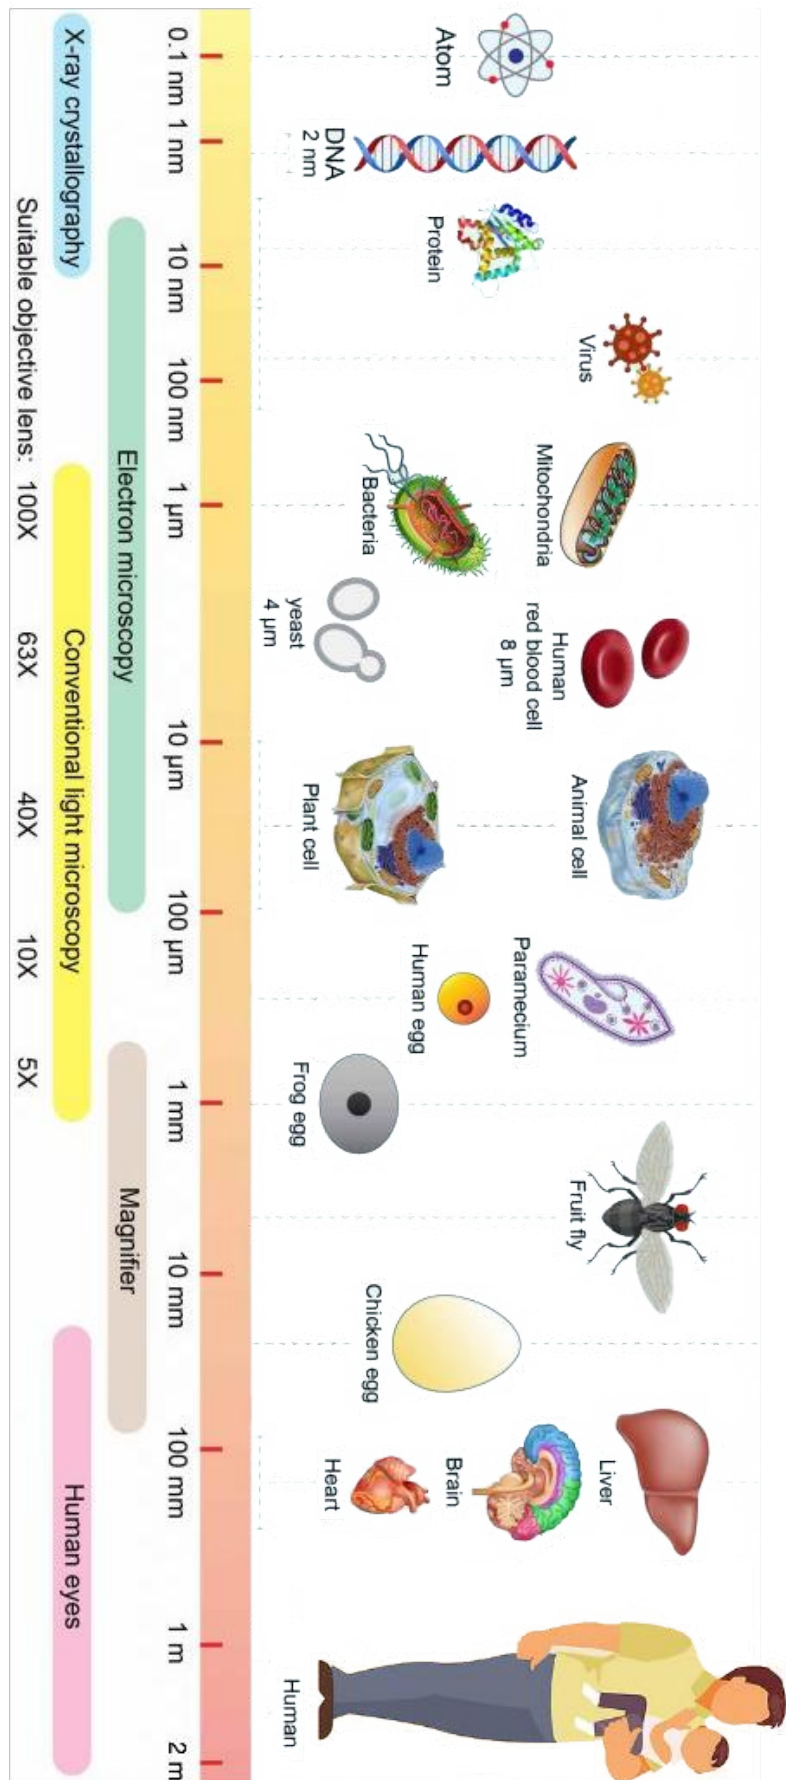 Atom
DNA
2 nm
Protein
Virus
Mitochondria
Bacteria
Human
red blood cell
8 µm
yeast
4 µm
Animal cell
Plant cell
Paramecium
Human egg
Frog egg
Fruit fly
Chicken egg
Liver
Brain
Heart
Human
0.1 nm
1 nm
10 nm
100 nm
1 µm
10 µm
100 µm
1 mm
10 mm
100 mm
1 m
2 m
Electron microscopy
Magnifier
X-ray crystallography
Conventional light microscopy
Human eyes
Suitable objective lens: 100X 63X 40X 10X 5X